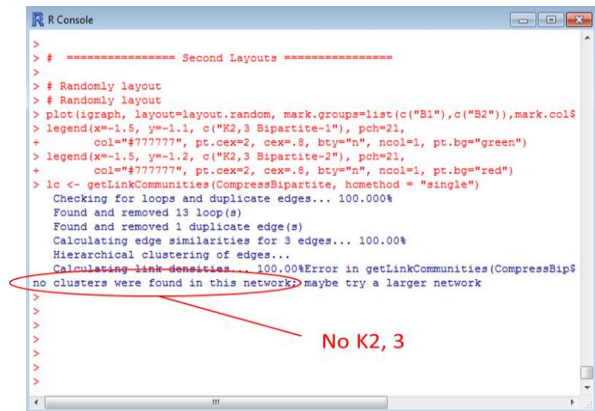 R Console
>
> # ================ Second Layouts ================
>
> # Randomly layout
> # Randomly layout
> plot(igraph, layout=layout.random, mark.groups=list(c("B1"),c("B2")),mark.col$
> legend(x=-1.5, y=-1.1, c("K2,3 Bipartite-1"), pch=21,
+ col="#777777", pt.cex=2, cex=.8, bty="n", ncol=1, pt.bg="green")
> legend(x=-1.5, y=-1.2, c("K2,3 Bipartite-2"), pch=21,
+ col="#777777", pt.cex=2, cex=.8, bty="n", ncol=1, pt.bg="red")
> lc <- getLinkCommunities(CompressBipartite, hcmethod = "single")
Checking for loops and duplicate edges... 100.000%
Found and removed 13 loop(s)
Found and removed 1 duplicate edge(s)
Calculating edge similarities for 3 edges... 100.00%
Hierarchical clustering of edges...
Calculating link densities... 100.00%Error in getLinkCommunities(CompressBip$
no clusters were found in this network; maybe try a larger network
>
>
>
>
>
>
>
No K2, 3